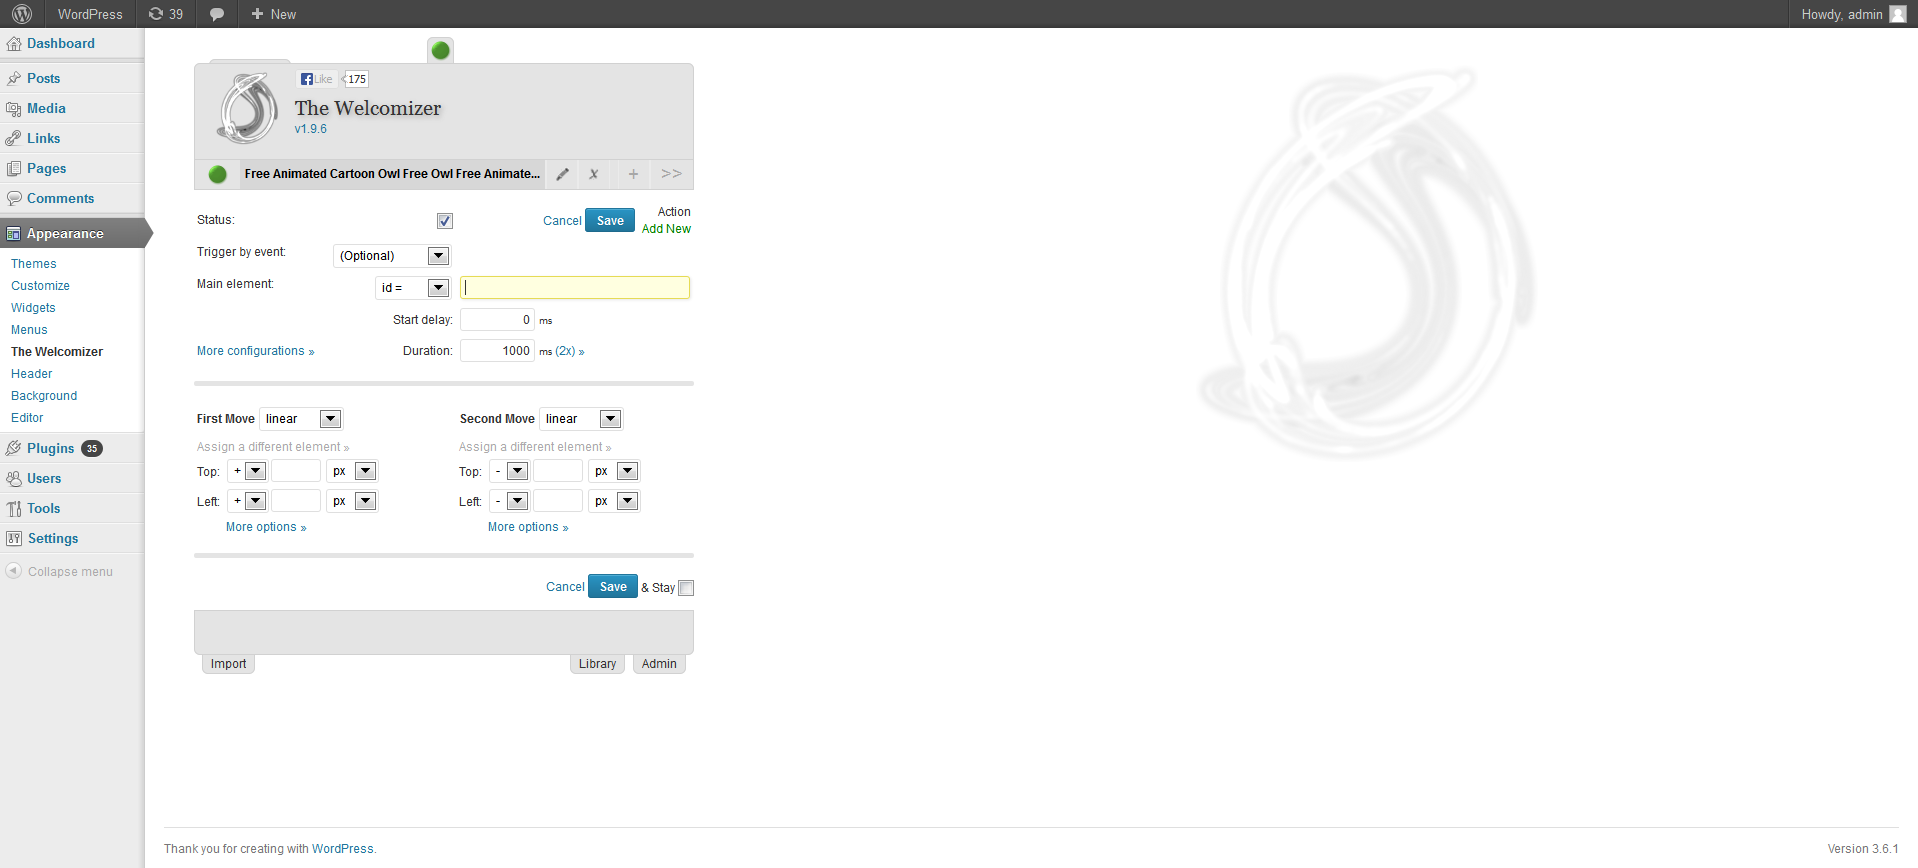 WordPress 39 + New Howdy, admin
Dashboard
Posts
Media
Links
Pages
Comments
Appearance
Themes
Customize
Widgets
Menus
The Welcomizer
Header
Background
Editor
Plugins 35
Users
Tools
Settings
Collapse menu
Like 175
The Welcomizer
v1.9.6
Free Animated Cartoon Owl Free Owl Free Animate... x + >>
Status: Cancel Save Action
Add New
Trigger by event: (Optional)
Main element: id =
Start delay: 0 ms
More configurations » Duration: 1000 ms (2x) »
First Move linear Second Move linear
Assign a different element » Assign a different element »
Top: + px Top: - px
Left: + px Left: - px
More options » More options »
Cancel Save & Stay
Import Library Admin
Thank you for creating with WordPress. Version 3.6.1